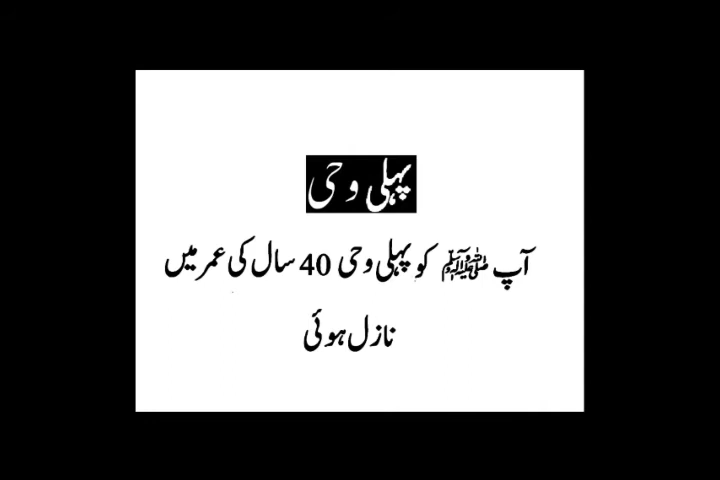 پہلی وحی
آپ ﷺ کو پہلی وحی 40 سال کی عمر میں
نازل ہوئی